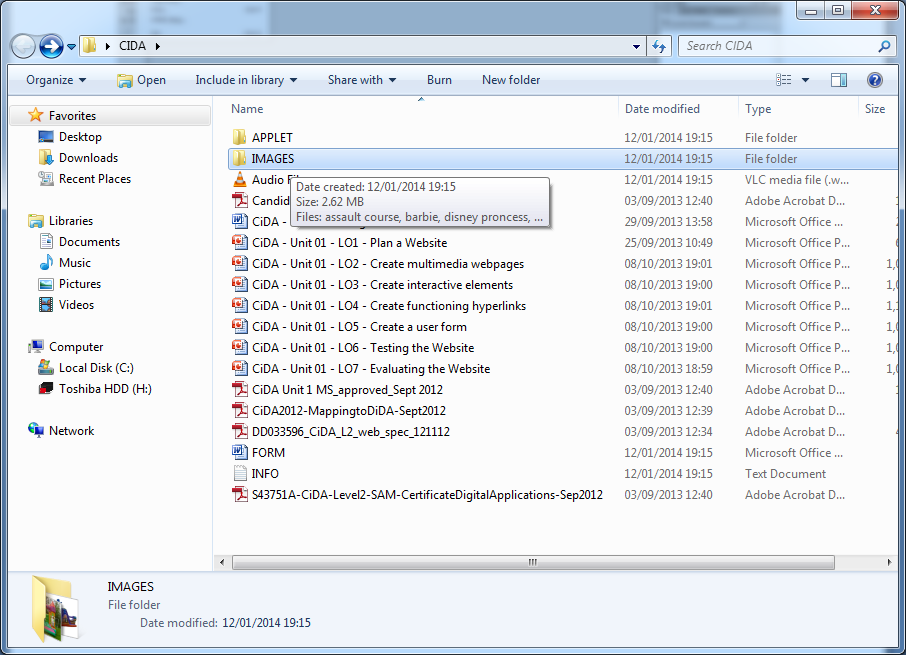 CIDA
Search CIDA
Organize Open Include in library Share with Burn New folder
Name Date modified Type Size
Favorites
Desktop
Downloads
Recent Places
Libraries
Documents
Music
Pictures
Videos
Computer
Local Disk (C:)
Toshiba HDD (H:)
Network
APPLET 12/01/2014 19:15 File folder
IMAGES 12/01/2014 19:15 File folder
Audio 12/01/2014 19:15 VLC media file (.w...
Candid 03/09/2013 12:40 Adobe Acrobat D...
CiDA - 29/09/2013 13:58 Microsoft Office ...
Date created: 12/01/2014 19:15
Size: 2.62 MB
Files: assault course, barbie, disney proncess, ...
CiDA - Unit 01 - LO1 - Plan a Website 25/09/2013 10:49 Microsoft Office P...
CiDA - Unit 01 - LO2 - Create multimedia webpages 08/10/2013 19:01 Microsoft Office P... 1,0
CiDA - Unit 01 - LO3 - Create interactive elements 08/10/2013 19:00 Microsoft Office P... 1,0
CiDA - Unit 01 - LO4 - Create functioning hyperlinks 08/10/2013 19:01 Microsoft Office P...
CiDA - Unit 01 - LO5 - Create a user form 08/10/2013 19:00 Microsoft Office P... 1,0
CiDA - Unit 01 - LO6 - Testing the Website 08/10/2013 19:00 Microsoft Office P... 1,0
CiDA - Unit 01 - LO7 - Evaluating the Website 08/10/2013 18:59 Microsoft Office P... 1,0
CiDA Unit 1 MS_approved_Sept 2012 03/09/2013 12:40 Adobe Acrobat D...
CiDA2012-MappingtoDiDA-Sept2012 03/09/2013 12:39 Adobe Acrobat D...
DD033596_CiDA_L2_web_spec_121112 03/09/2013 12:34 Adobe Acrobat D...
FORM 12/01/2014 19:15 Microsoft Office ...
INFO 12/01/2014 19:15 Text Document
S43751A-CiDA-Level2-SAM-CertificateDigitalApplications-Sep2012 03/09/2013 12:40 Adobe Acrobat D...
IMAGES
File folder
Date modified: 12/01/2014 19:15